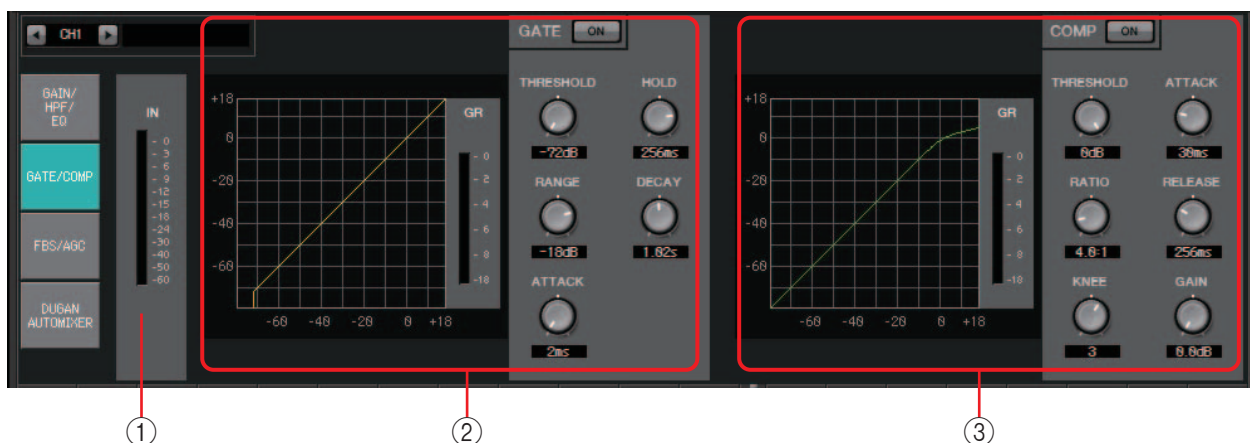 CH1
GAIN/
HPF/
EQ
GATE/COMP
FBS/AGC
DUGAN
AUTOMIXER
IN
- 0
- 3
- 6
- 9
-12
-15
-18
-24
-30
-40
-50
-60
GATE ON
+18
0
-20
-40
-60
-60 -40 -20 0 +18
GR
- 0
- 2
- 4
- 6
- 8
-18
THRESHOLD HOLD
-72dB 256ms
RANGE DECAY
-18dB 1.02s
ATTACK
2ms
COMP ON
+18
0
-20
-40
-60
-60 -40 -20 0 +18
GR
- 0
- 2
- 4
- 6
- 8
-18
THRESHOLD ATTACK
0dB 30ms
RATIO RELEASE
4.0:1 256ms
KNEE GAIN
3 0.0dB
① ② ③